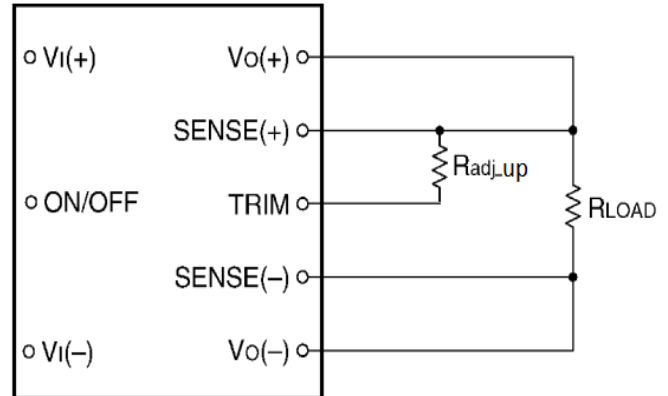 VI(+) VO(+)
SENSE(+)
Radj_up
ON/OFF TRIM RLOAD
SENSE(–)
VI(–) VO(–)